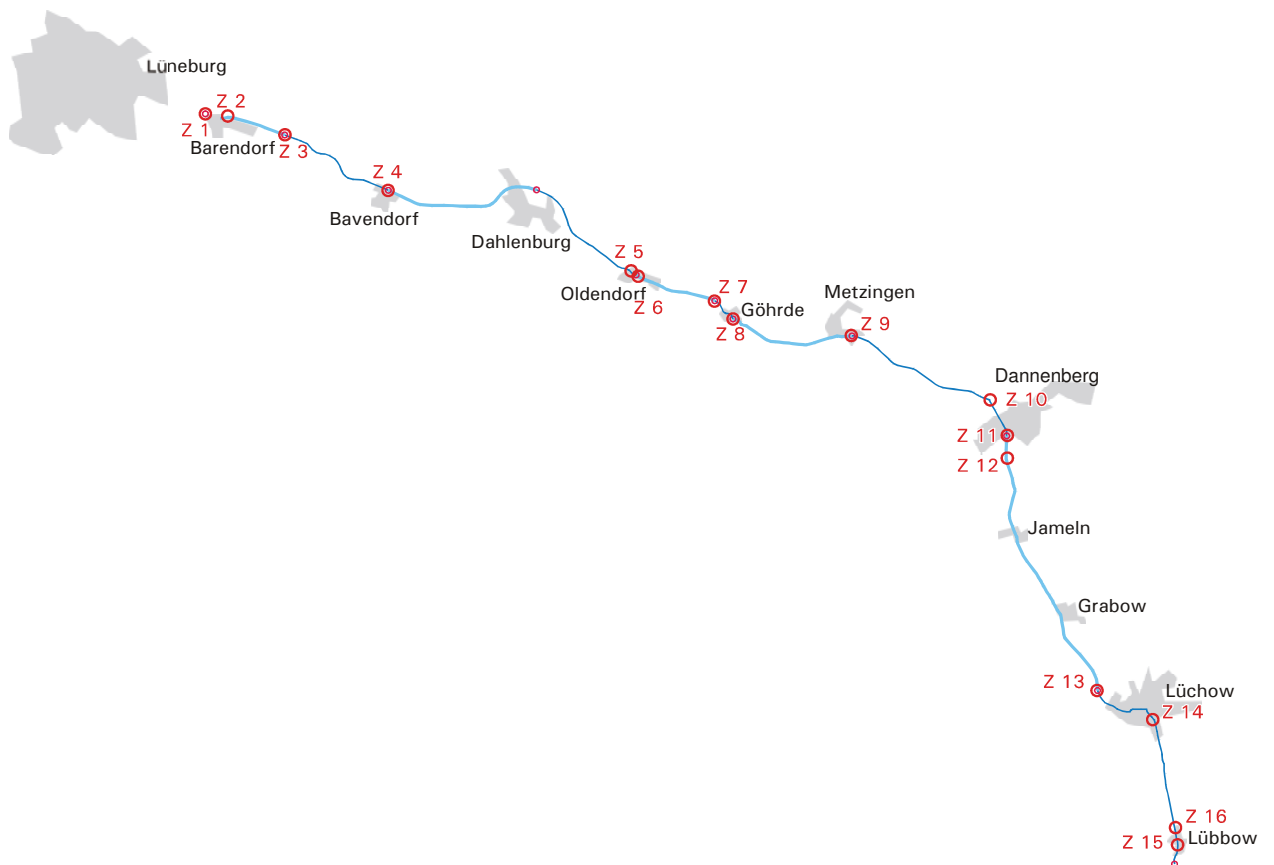 Lüneburg
Z 2
Z 1
Barendorf
Z 3
Z 4
Bavendorf
Dahlenburg
Z 5
Oldendorf
Z 6
Z 7
Göhrde
Z 8
Metzingen
Z 9
Dannenberg
Z 10
Z 11
Z 12
Jameln
Grabow
Z 13
Lüchow
Z 14
Z 16
Z 15
Lübbow